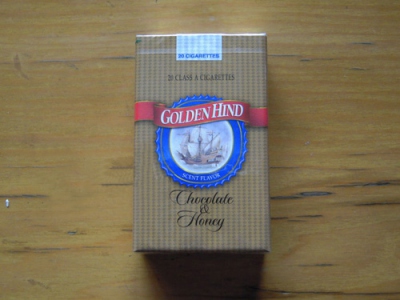 20 CIGARETTES
20 CLASS A CIGARETTES
GOLDEN HIND
SCENT FLAVOR
Chocolate
&
Honey